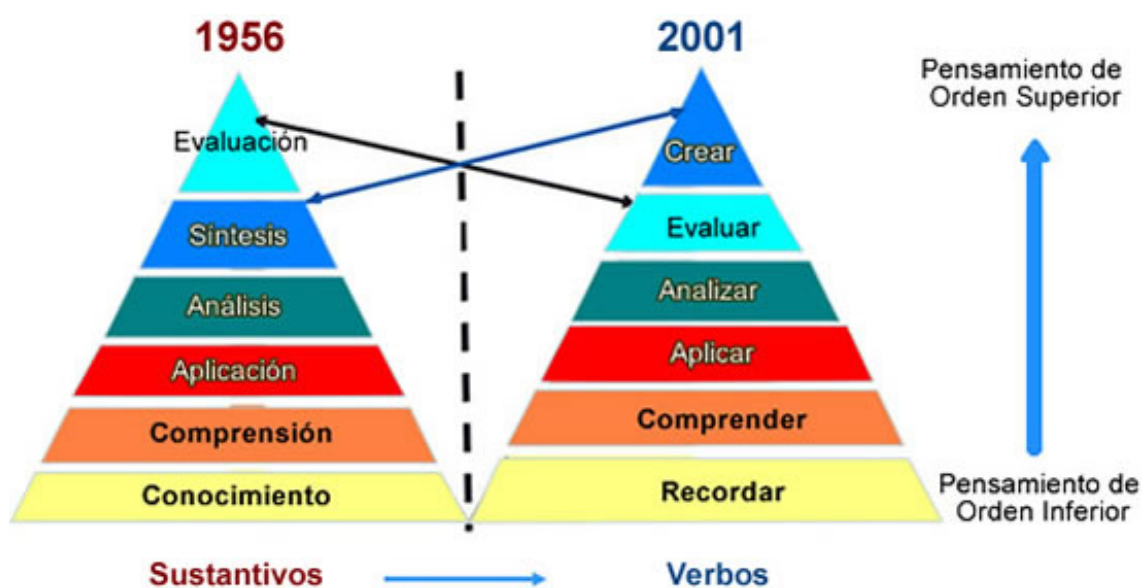 1956
Evaluación
Síntesis
Análisis
Aplicación
Comprensión
Conocimiento
Sustantivos
2001
Crear
Evaluar
Analizar
Aplicar
Comprender
Recordar
Verbos
Pensamiento de
Orden Superior
Pensamiento de
Orden Inferior